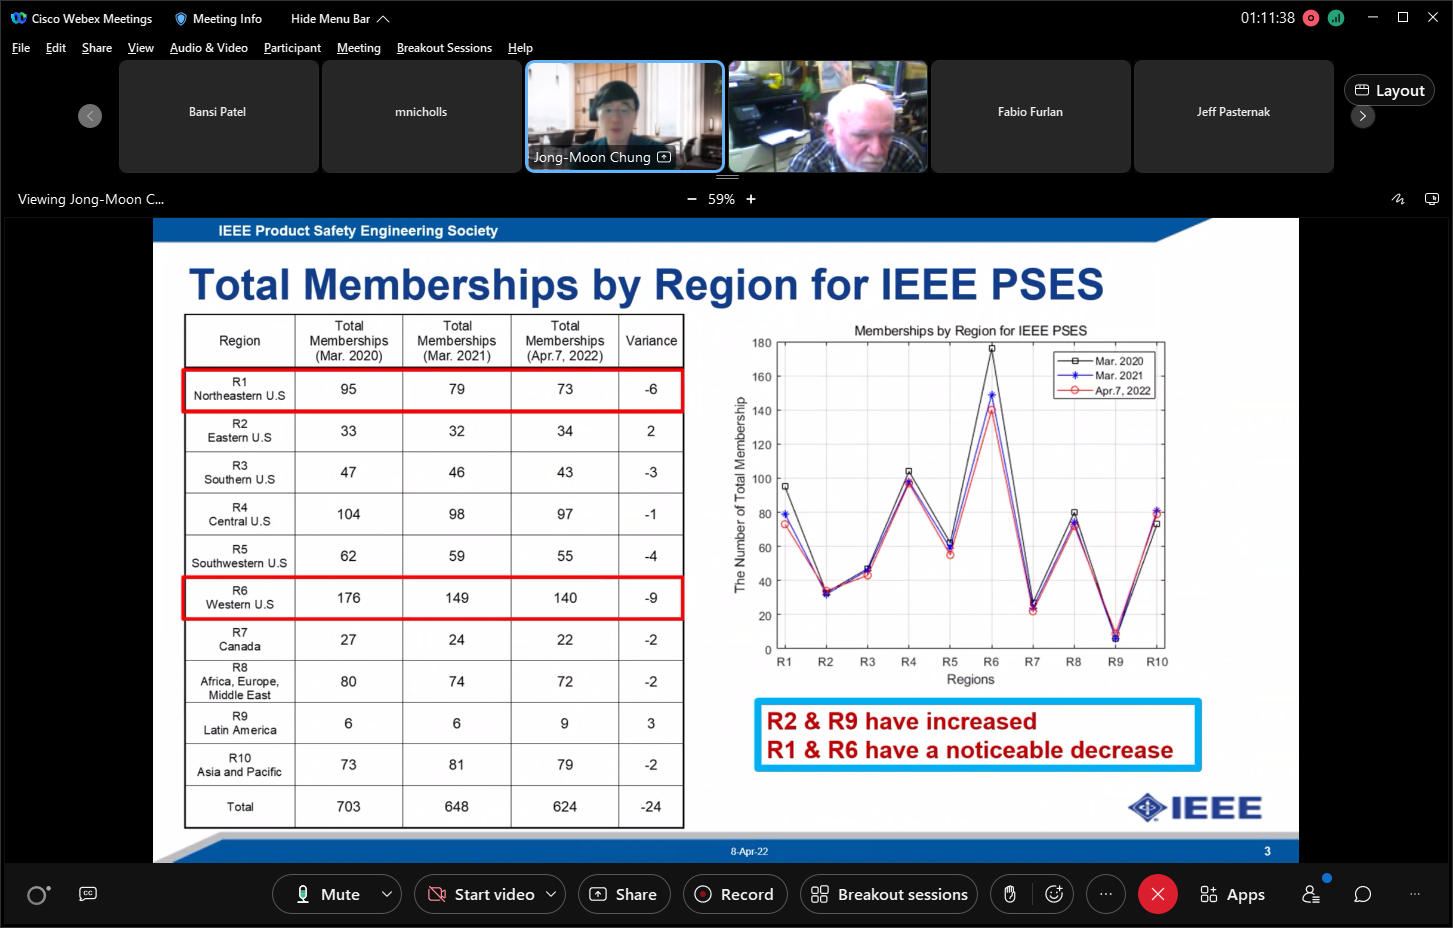 Cisco Webex Meetings
Meeting Info
Hide Menu Bar
01:11:38
File Edit Share View Audio & Video Participant Meeting Breakout Sessions Help
Bansi Patel
mnicholls
Jong-Moon Chung
Fabio Furlan
Jeff Pasternak
Layout
Viewing Jong-Moon C...
59%
IEEE Product Safety Engineering Society
Total Memberships by Region for IEEE PSES
Region
Total
Memberships
(Mar. 2020)
Total
Memberships
(Mar. 2021)
Total
Memberships
(Apr.7, 2022)
Variance
R1
Northeastern U.S
95 79 73 -6
R2
Eastern U.S
33 32 34 2
R3
Southern U.S
47 46 43 -3
R4
Central U.S
104 98 97 -1
R5
Southwestern U.S
62 59 55 -4
R6
Western U.S
176 149 140 -9
R7
Canada
27 24 22 -2
R8
Africa, Europe,
Middle East
80 74 72 -2
R9
Latin America
6 6 9 3
R10
Asia and Pacific
73 81 79 -2
Total 703 648 624 -24
Memberships by Region for IEEE PSES
The Number of Total Membership
180
160
140
120
100
80
60
40
20
0
Mar. 2020
Mar. 2021
Apr.7, 2022
R1 R2 R3 R4 R5 R6 R7 R8 R9 R10
Regions
R2 & R9 have increased
R1 & R6 have a noticeable decrease
IEEE
8-Apr-22
3
CC
Mute
Start video
Share
Record
Breakout sessions
Apps